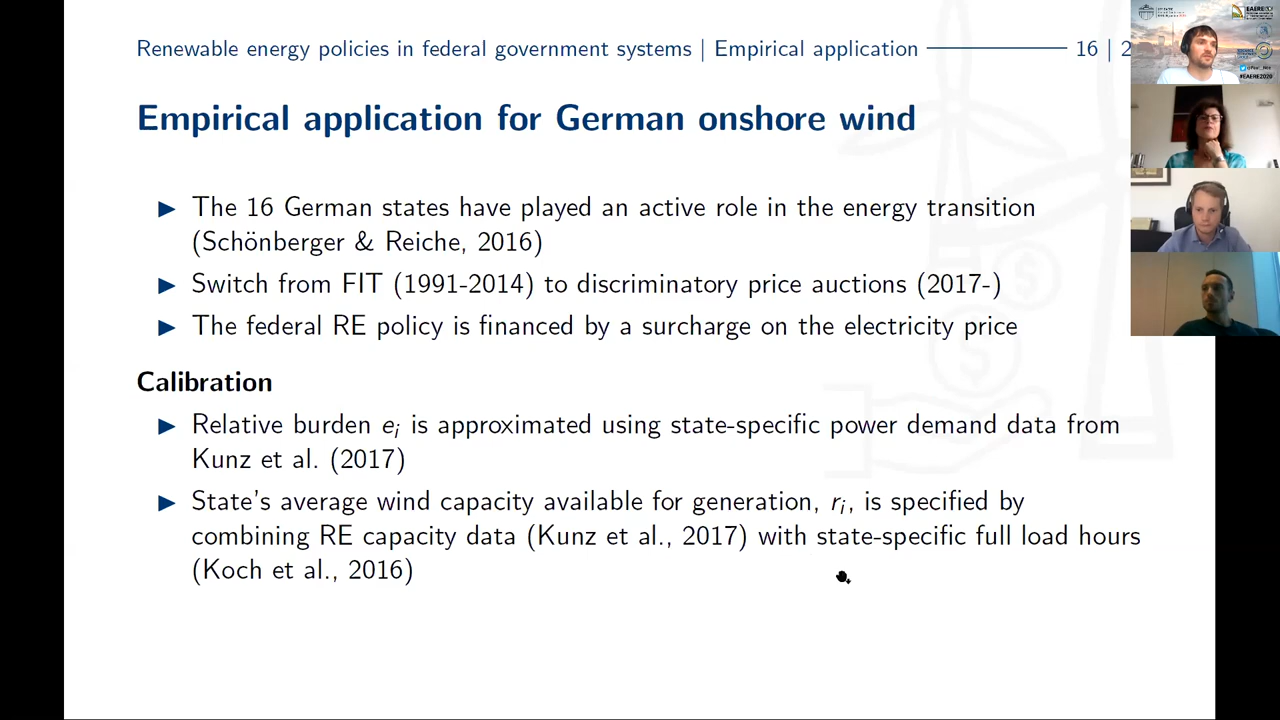 Renewable energy policies in federal government systems | Empirical application 16 | 2
Empirical application for German onshore wind
▶ The 16 German states have played an active role in the energy transition
(Schönberger & Reiche, 2016)
▶ Switch from FIT (1991-2014) to discriminatory price auctions (2017-)
▶ The federal RE policy is financed by a surcharge on the electricity price
Calibration
▶ Relative burden eᵢ is approximated using state-specific power demand data from
Kunz et al. (2017)
▶ State's average wind capacity available for generation, rᵢ, is specified by
combining RE capacity data (Kunz et al., 2017) with state-specific full load hours
(Koch et al., 2016)
#EAERE2020